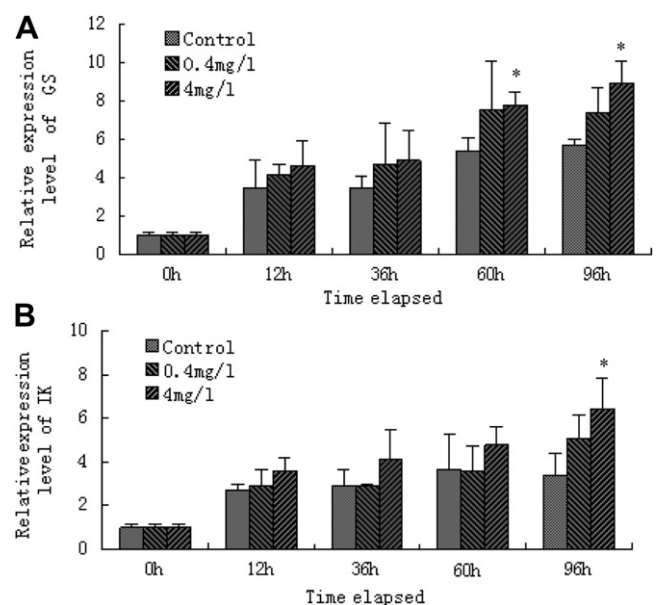 A
Relative expression
level of GS
12
10
8
6
4
2
0
Control
0.4mg/l
4mg/l
*
*
0h 12h 36h 60h 96h
Time elapsed
B
Relative expression
level of IK
10
8
6
4
2
0
Control
0.4mg/l
4mg/l
*
0h 12h 36h 60h 96h
Time elapsed